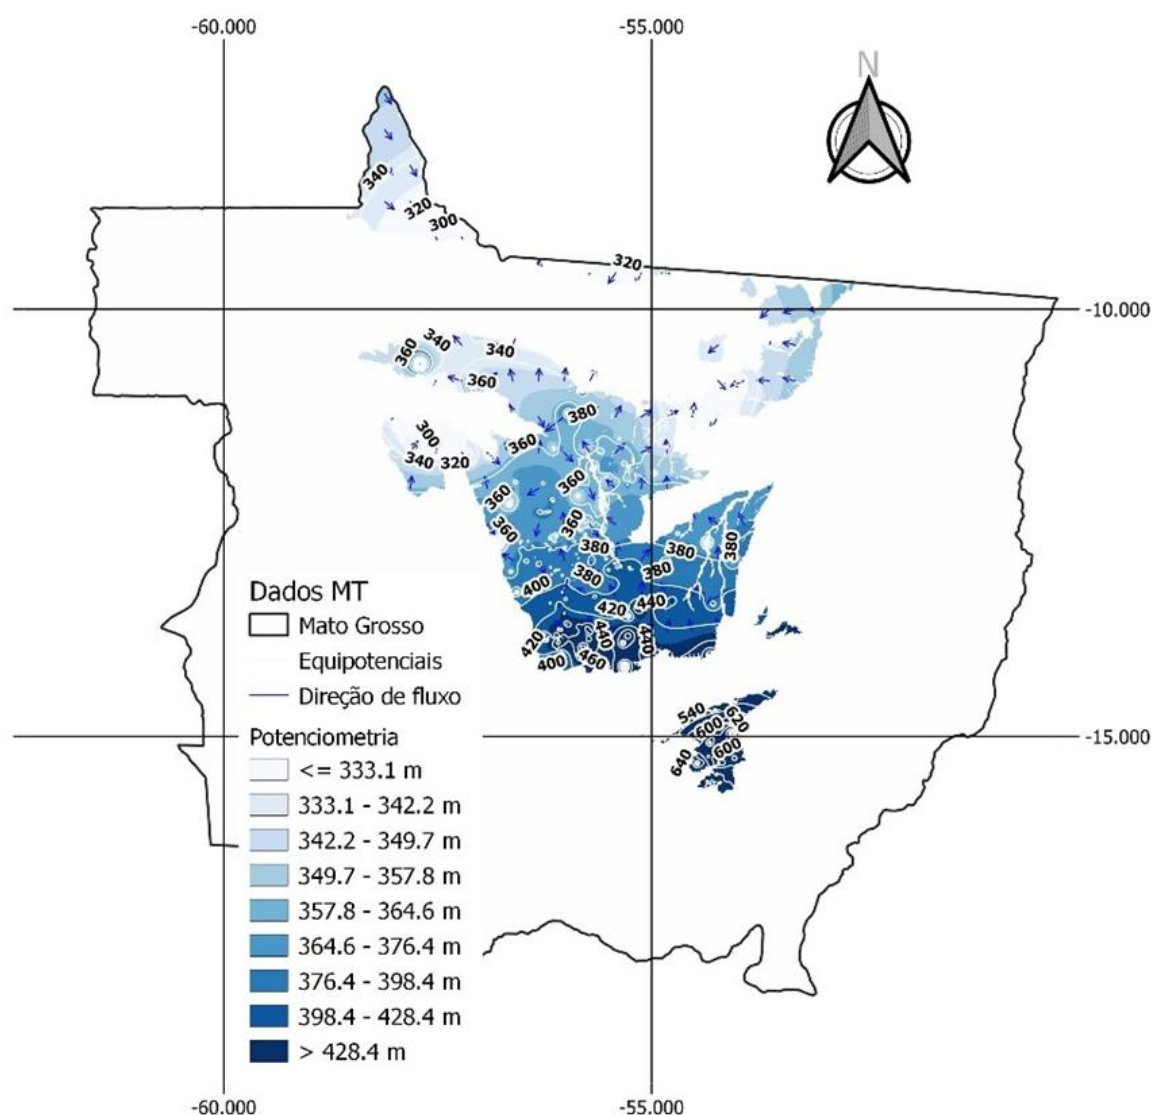 -60.000 -55.000
N
340
320
300
320
-10.000
340
360 340
360
380
300 360
340 320
360 360
360 360
380 380 380
400 380 380
420 440
420 440 440
400 460
Dados MT
Mato Grosso
Equipotenciais
Direção de fluxo
540 620
600
-15.000
640 600
Potenciometria
<= 333.1 m
333.1 - 342.2 m
342.2 - 349.7 m
349.7 - 357.8 m
357.8 - 364.6 m
364.6 - 376.4 m
376.4 - 398.4 m
398.4 - 428.4 m
> 428.4 m
-60.000 -55.000